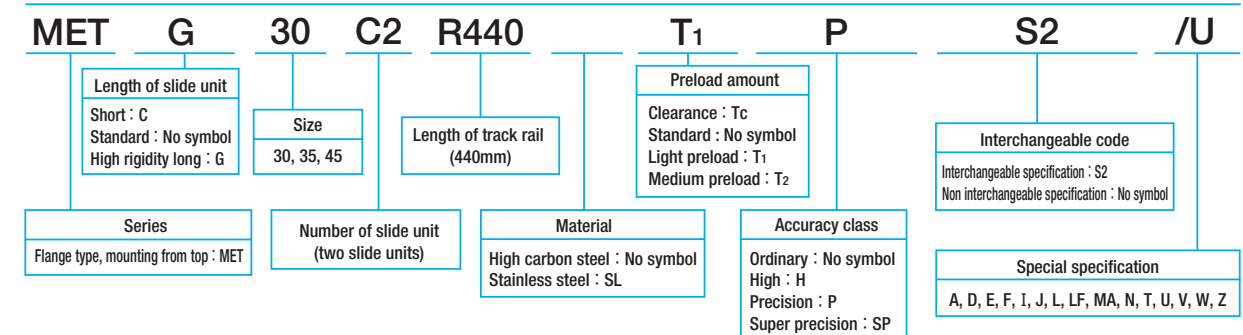 MET G 30 C2 R440 T1 P S2 /U
Length of slide unit
Short : C
Standard : No symbol
High rigidity long : G
Size
30, 35, 45
Length of track rail
(440mm)
Preload amount
Clearance : Tc
Standard : No symbol
Light preload : T1
Medium preload : T2
Interchangeable code
Interchangeable specification : S2
Non interchangeable specification : No symbol
Series
Flange type, mounting from top : MET
Number of slide unit
(two slide units)
Material
High carbon steel : No symbol
Stainless steel : SL
Accuracy class
Ordinary : No symbol
High : H
Precision : P
Super precision : SP
Special specification
A, D, E, F, I, J, L, LF, MA, N, T, U, V, W, Z